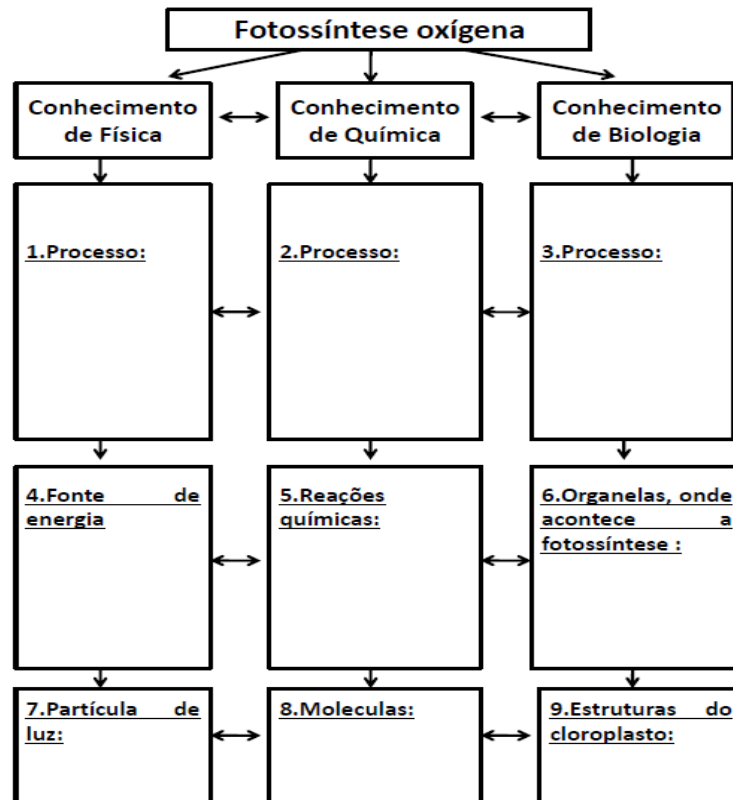 Fotossíntese oxígena
Conhecimento
de Física
Conhecimento
de Química
Conhecimento
de Biologia
1.Processo:
2.Processo:
3.Processo:
4.Fonte de
energia
5.Reações
químicas:
6.Organelas, onde
acontece a
fotossíntese :
7.Partícula de
luz:
8.Moleculas:
9.Estruturas do
cloroplasto: